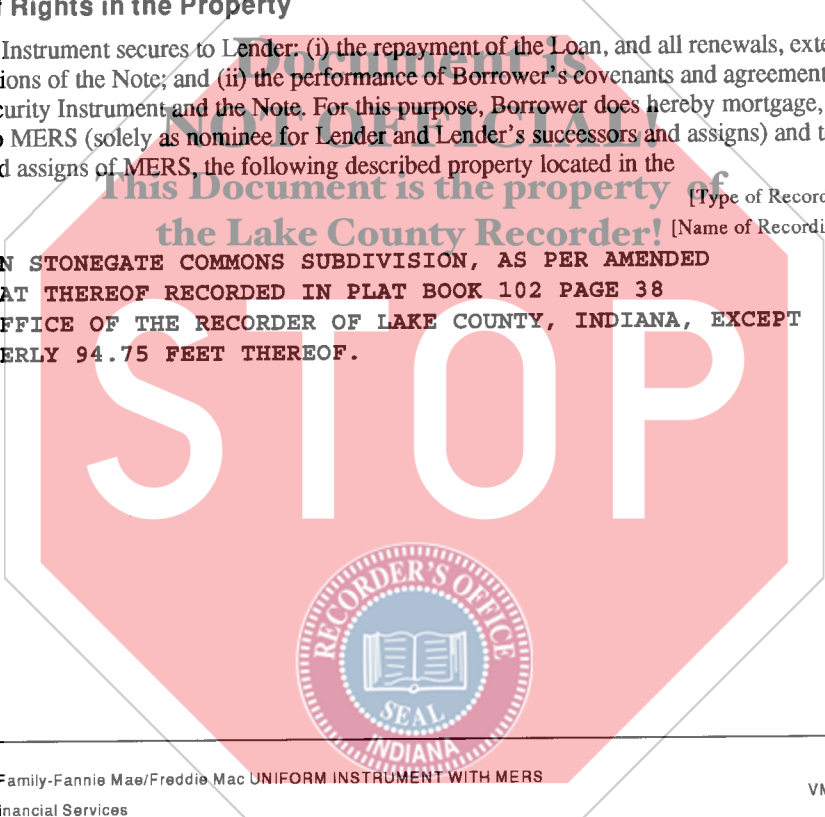 f Rights in the Property
Instrument secures to Lender: (i) the repayment of the Loan, and all renewals, exte
ions of the Note; and (ii) the performance of Borrower's covenants and agreement
curity Instrument and the Note. For this purpose, Borrower does hereby mortgage,
o MERS (solely as nominee for Lender and Lender's successors and assigns) and t
d assigns of MERS, the following described property located in the
[Type of Record
[Name of Recordi
Document is
NOT OFFICIAL!
This Document is the property of
the Lake County Recorder!
N STONEGATE COMMONS SUBDIVISION, AS PER AMENDED
AT THEREOF RECORDED IN PLAT BOOK 102 PAGE 38
FFICE OF THE RECORDER OF LAKE COUNTY, INDIANA, EXCEPT
ERLY 94.75 FEET THEREOF.
STOP
RECORDER'S OFFICE
SEAL
INDIANA
Family-Fannie Mae/Freddie Mac UNIFORM INSTRUMENT WITH MERS
VM
inancial Services